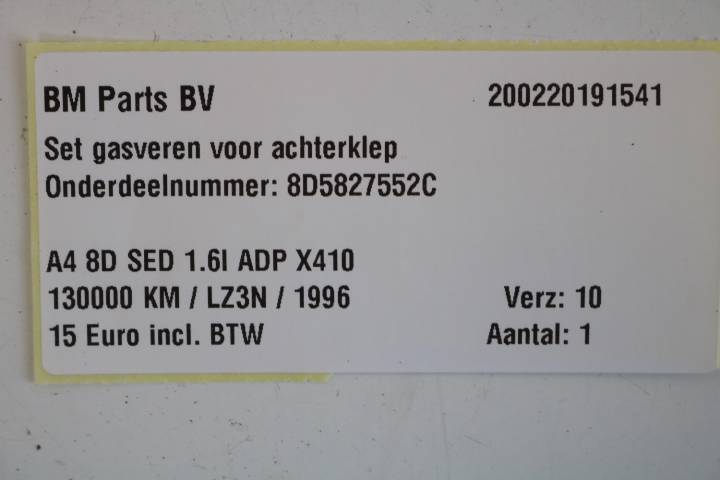 BM Parts BV 200220191541
Set gasveren voor achterklep
Onderdeelnummer: 8D5827552C
A4 8D SED 1.6I ADP X410
130000 KM / LZ3N / 1996 Verz: 10
15 Euro incl. BTW Aantal: 1